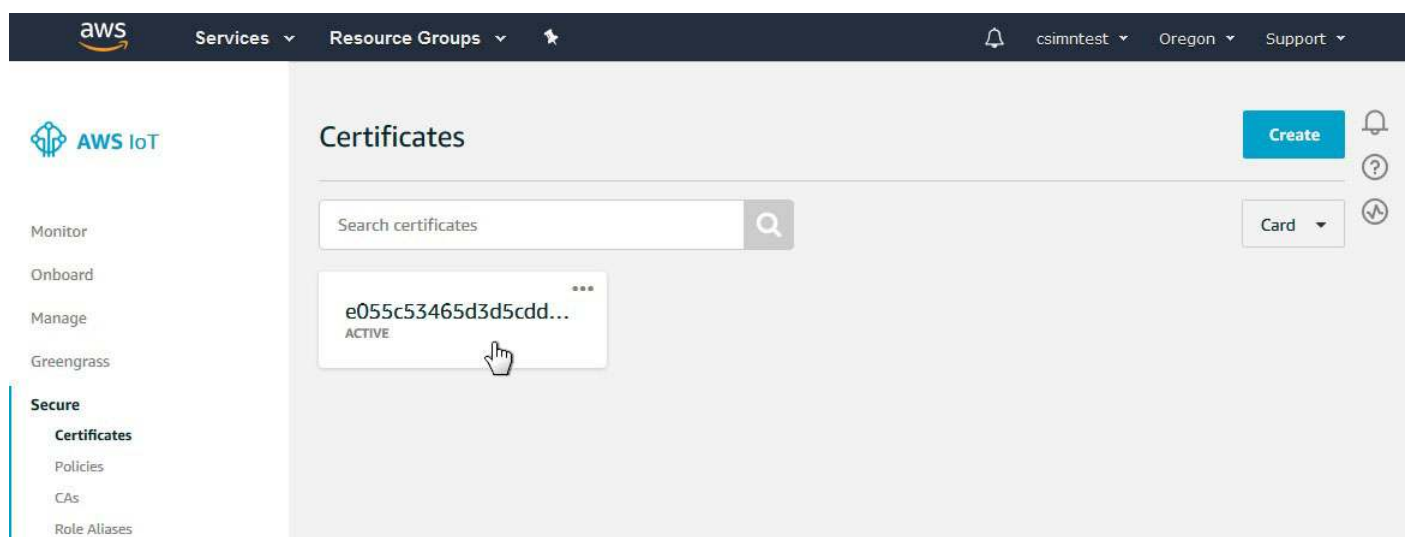 aws Services Resource Groups csimntest Oregon Support
AWS IoT
Monitor
Onboard
Manage
Greengrass
Secure
Certificates
Policies
CAs
Role Aliases
Certificates
Create
Search certificates
Card
e055c53465d3d5cdd...
ACTIVE